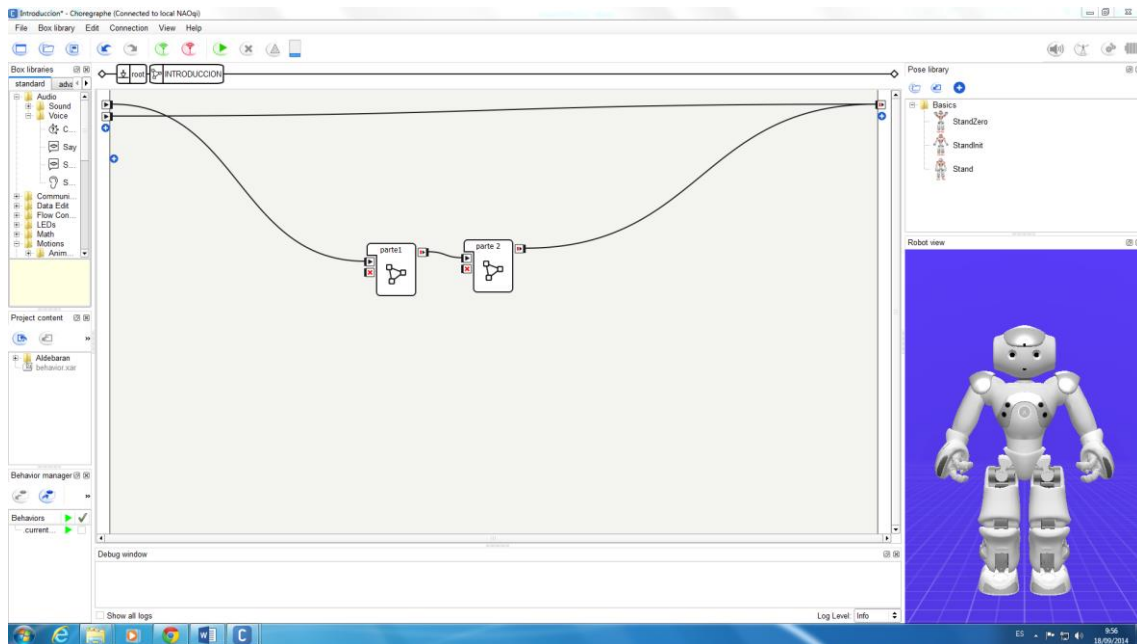 Introduccion* - Choregraphe (Connected to local NAOqi)
File Box library Edit Connection View Help
Box libraries
standard
root
INTRODUCCION
Audio
Sound
Voice
C...
Say
S...
S...
Communi...
Data Edit
Flow Con...
LEDs
Math
Motions
Anim...
parte1
parte 2
Project content
»
Aldebaran
behavior.xar
Behavior manager
»
Behaviors
current...
Debug window
Show all logs
Log Level: Info
Pose library
Basics
StandZero
StandInit
Stand
Robot view
ES
9:56
18/09/2014